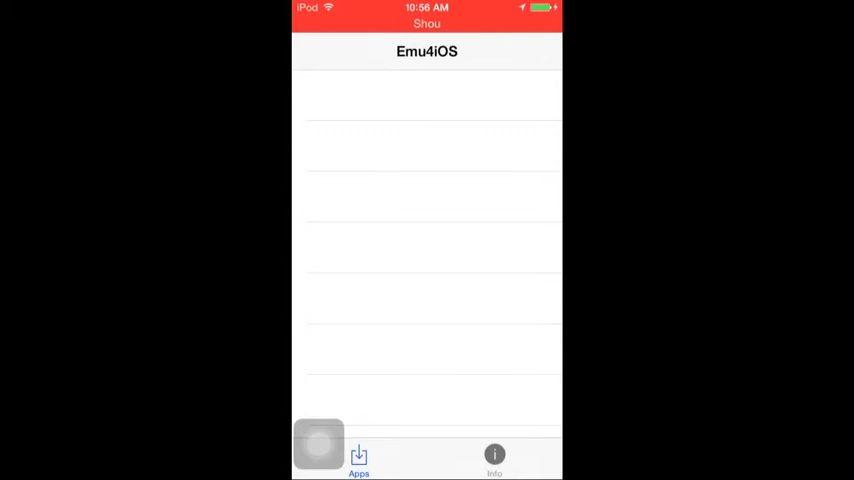 iPod 10:56 AM
Shou
Emu4iOS
Apps
Info